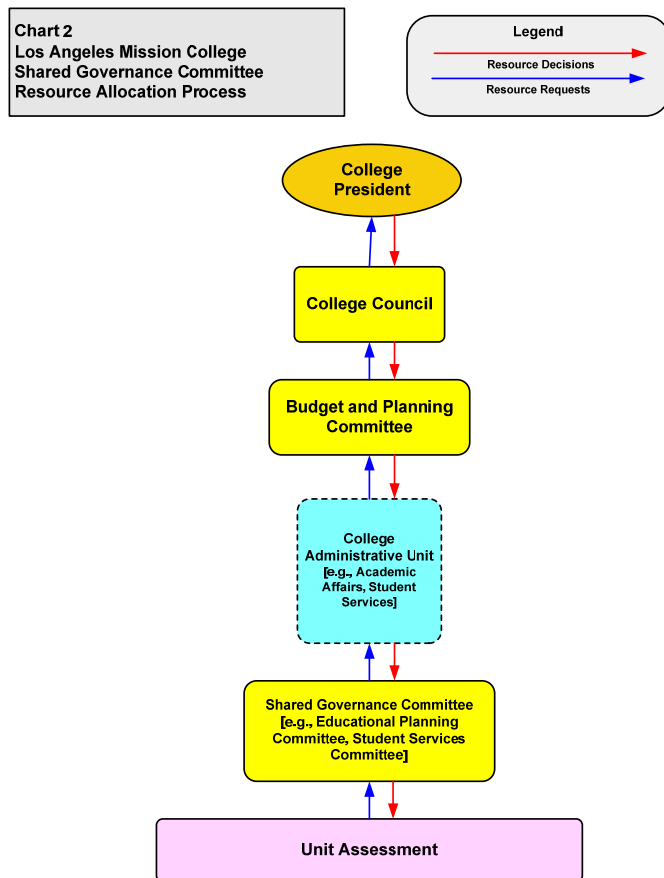 Chart 2
Los Angeles Mission College
Shared Governance Committee
Resource Allocation Process
Legend
Resource Decisions
Resource Requests
College
President
College Council
Budget and Planning
Committee
College
Administrative Unit
[e.g., Academic
Affairs, Student
Services]
Shared Governance Committee
[e.g., Educational Planning
Committee, Student Services
Committee]
Unit Assessment